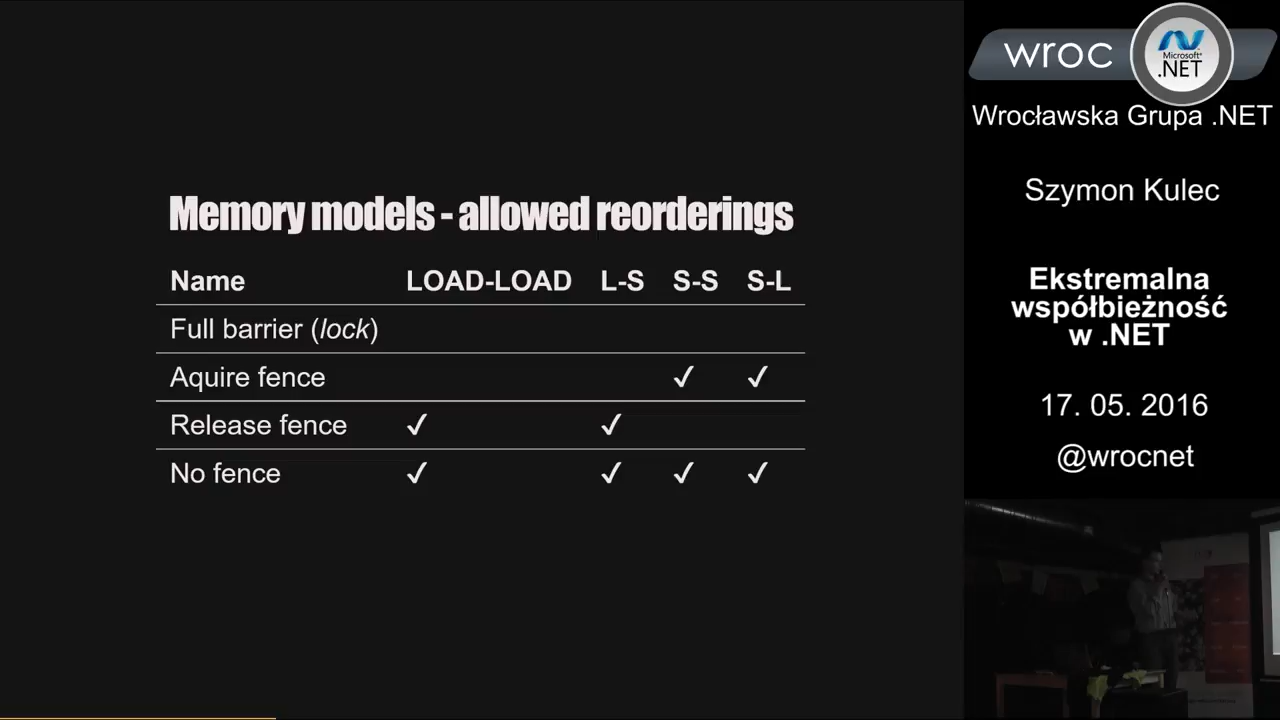 Memory models - allowed reorderings
Name LOAD-LOAD L-S S-S S-L
Full barrier (lock)
Aquire fence ✓ ✓
Release fence ✓ ✓
No fence ✓ ✓ ✓ ✓
wroc
Microsoft®
.NET
Wrocławska Grupa .NET
Szymon Kulec
Ekstremalna
współbieżność
w .NET
17. 05. 2016
@wrocnet